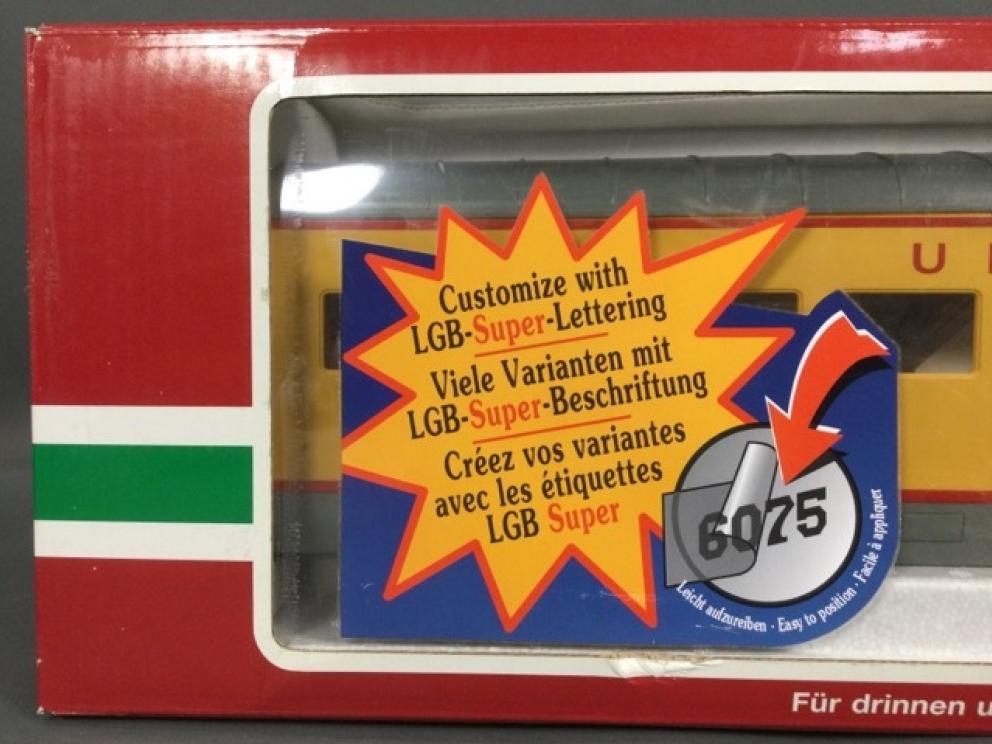 U
Customize with
LGB-Super-Lettering
Viele Varianten mit
LGB-Super-Beschriftung
Créez vos variantes
avec les étiquettes
LGB Super
6075
Leicht aufzureiben · Easy to position · Facile à appliquer
Für drinnen u